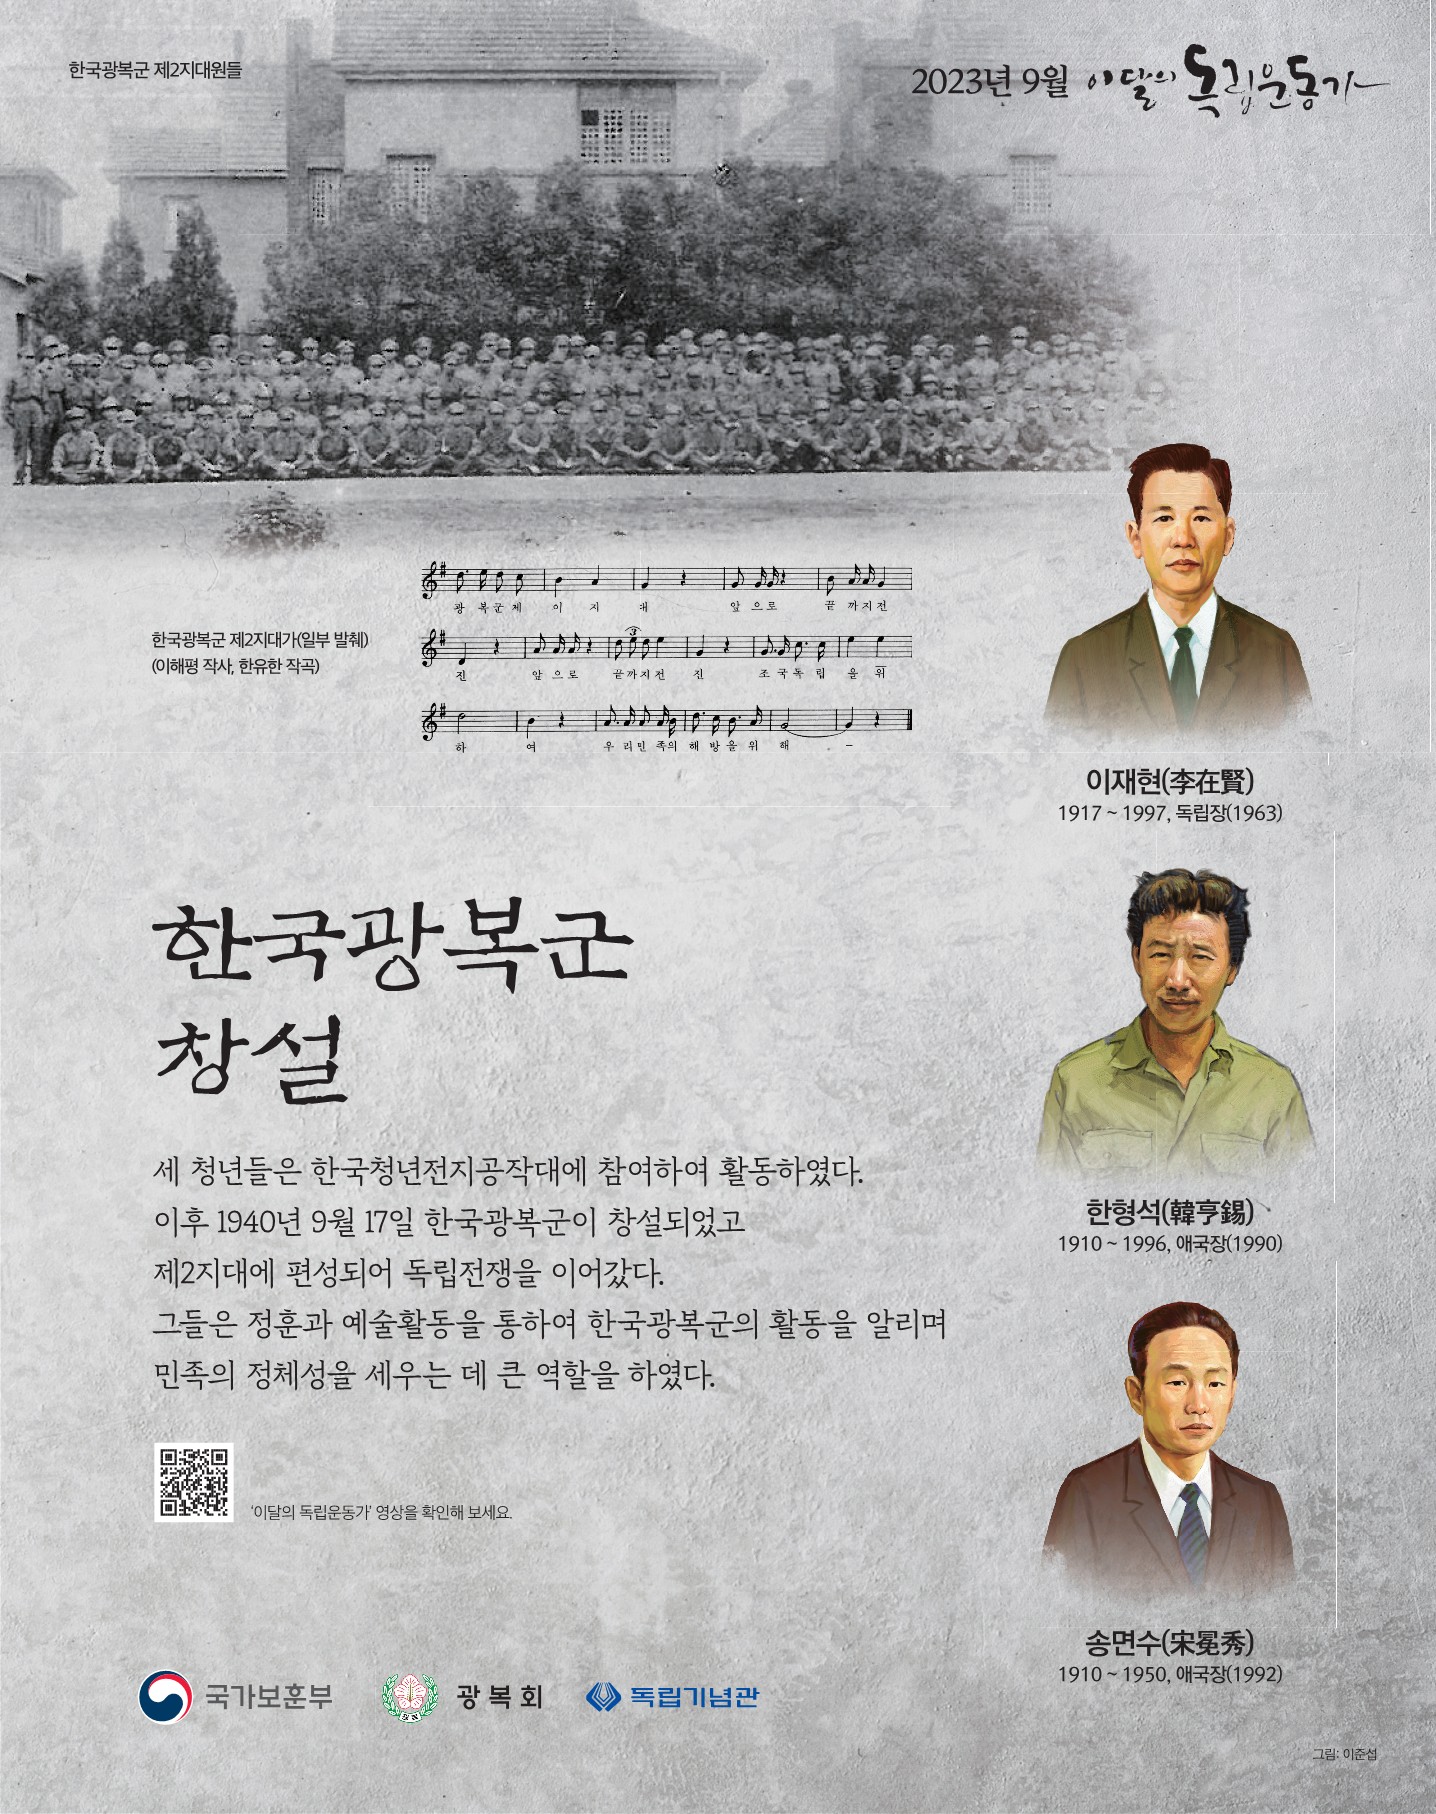 한국광복군 제2지대원들
2023년 9월 이달의 독립운동가
한국광복군 제2지대가(일부 발췌)
(이해평 작사, 한유한 작곡)
광 복군 제 이 지 대 앞 으로 끝 까지전
진 앞 으로 끝까지전 진 조 국독 립 을 위
하 여 우 리민 족의 해 방을 위 해 –
이재현(李在賢)
1917 ~ 1997, 독립장(1963)
한국광복군
창설
세 청년들은 한국청년전지공작대에 참여하여 활동하였다.
이후 1940년 9월 17일 한국광복군이 창설되었고
제2지대에 편성되어 독립전쟁을 이어갔다.
그들은 정훈과 예술활동을 통하여 한국광복군의 활동을 알리며
민족의 정체성을 세우는 데 큰 역할을 하였다.
한형석(韓亨錫)
1910 ~ 1996, 애국장(1990)
'이달의 독립운동가' 영상을 확인해 보세요.
송면수(宋冕秀)
1910 ~ 1950, 애국장(1992)
국가보훈부
광복회
독립기념관
그림: 이준섭